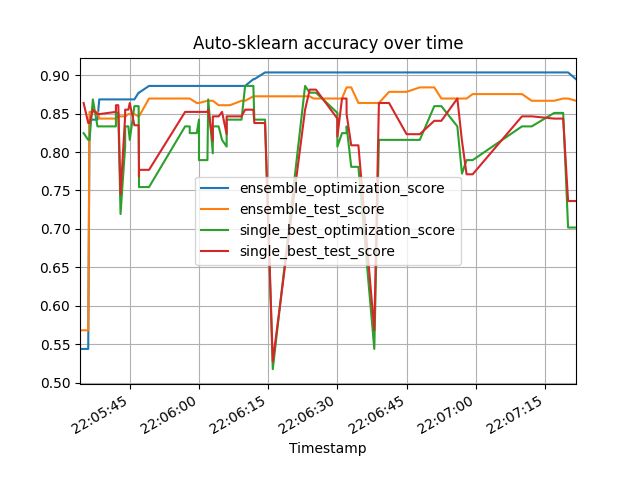 Auto-sklearn accuracy over time
0.90
0.85
0.80
0.75
0.70
0.65
0.60
0.55
0.50
ensemble_optimization_score
ensemble_test_score
single_best_optimization_score
single_best_test_score
22:05:45
22:06:00
22:06:15
22:06:30
22:06:45
22:07:00
22:07:15
Timestamp